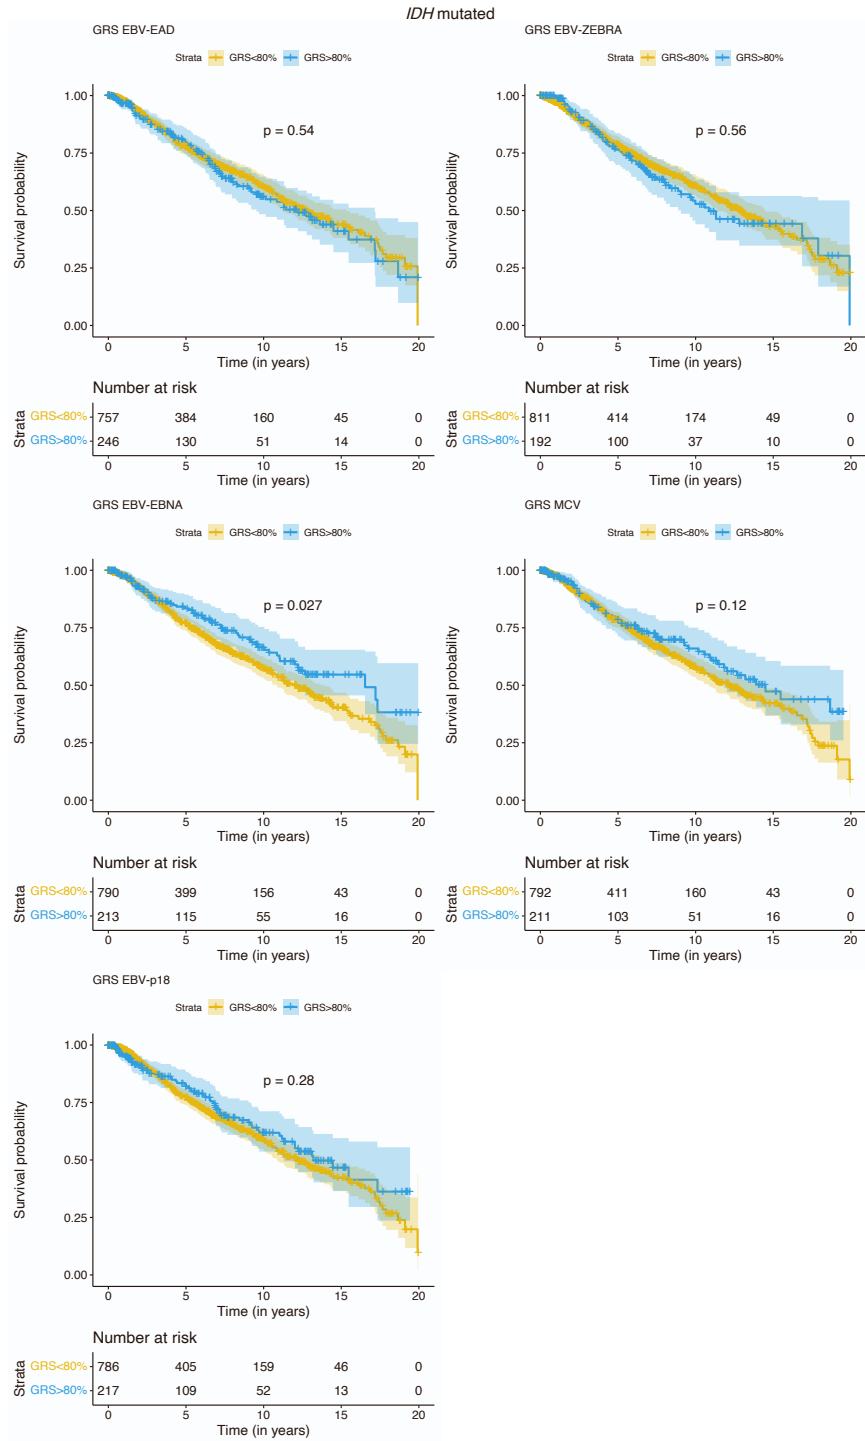 IDH mutated
GRS EBV-EAD
Strata GRS<80% GRS>80%
Survival probability
1.00
0.75
0.50
0.25
0.00
p = 0.54
0 5 10 15 20
Time (in years)
Number at risk
Strata
GRS<80% 757 384 160 45 0
GRS>80% 246 130 51 14 0
0 5 10 15 20
Time (in years)
GRS EBV-ZEBRA
Strata GRS<80% GRS>80%
Survival probability
1.00
0.75
0.50
0.25
0.00
p = 0.56
0 5 10 15 20
Time (in years)
Number at risk
Strata
GRS<80% 811 414 174 49 0
GRS>80% 192 100 37 10 0
0 5 10 15 20
Time (in years)
GRS EBV-EBNA
Strata GRS<80% GRS>80%
Survival probability
1.00
0.75
0.50
0.25
0.00
p = 0.027
0 5 10 15 20
Time (in years)
Number at risk
Strata
GRS<80% 790 399 156 43 0
GRS>80% 213 115 55 16 0
0 5 10 15 20
Time (in years)
GRS MCV
Strata GRS<80% GRS>80%
Survival probability
1.00
0.75
0.50
0.25
0.00
p = 0.12
0 5 10 15 20
Time (in years)
Number at risk
Strata
GRS<80% 792 411 160 43 0
GRS>80% 211 103 51 16 0
0 5 10 15 20
Time (in years)
GRS EBV-p18
Strata GRS<80% GRS>80%
Survival probability
1.00
0.75
0.50
0.25
0.00
p = 0.28
0 5 10 15 20
Time (in years)
Number at risk
Strata
GRS<80% 786 405 159 46 0
GRS>80% 217 109 52 13 0
0 5 10 15 20
Time (in years)